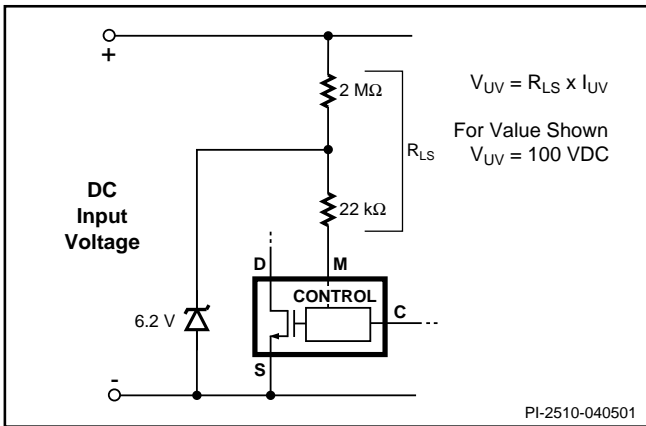 +
2 MΩ
R_LS
V_UV = R_LS x I_UV
For Value Shown
V_UV = 100 VDC
DC
Input
Voltage
22 kΩ
D
M
CONTROL
C
6.2 V
S
-
PI-2510-040501